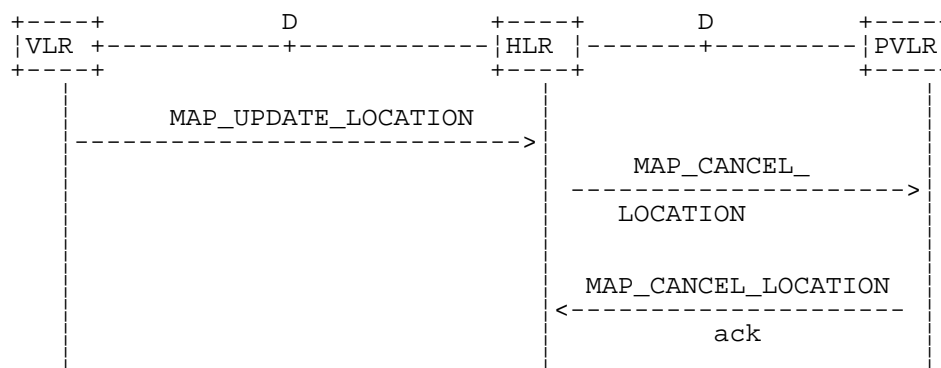 D D
VLR HLR PVLR
MAP_UPDATE_LOCATION
MAP_CANCEL_
LOCATION
MAP_CANCEL_LOCATION
ack